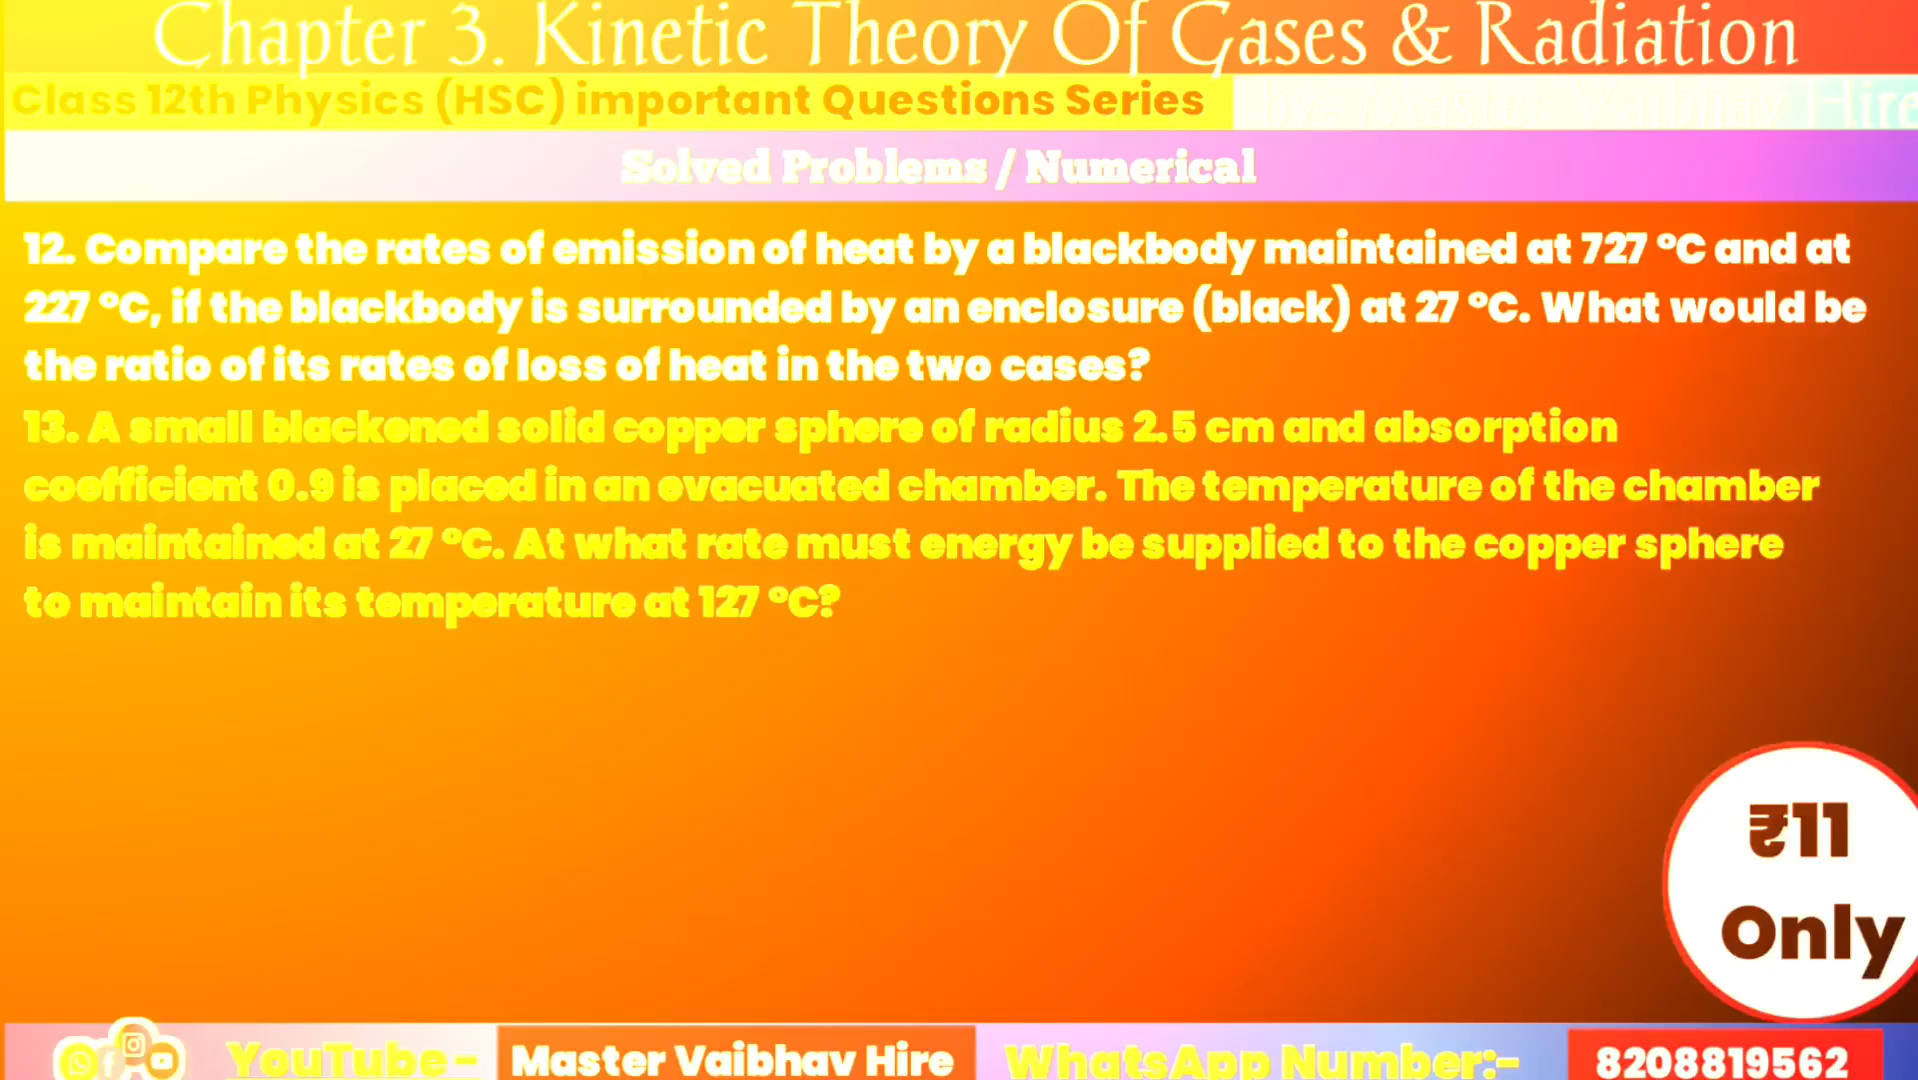 Chapter 3. Kinetic Theory Of Gases & Radiation
Class 12th Physics (HSC) important Questions Series
by-Master Vaibhav Hire
Solved Problems / Numerical
12. Compare the rates of emission of heat by a blackbody maintained at 727 °C and at
227 °C, if the blackbody is surrounded by an enclosure (black) at 27 °C. What would be
the ratio of its rates of loss of heat in the two cases?
13. A small blackened solid copper sphere of radius 2.5 cm and absorption
coefficient 0.9 is placed in an evacuated chamber. The temperature of the chamber
is maintained at 27 °C. At what rate must energy be supplied to the copper sphere
to maintain its temperature at 127 °C?
₹11
Only
YouTube- Master Vaibhav Hire WhatsApp Number:- 8208819562